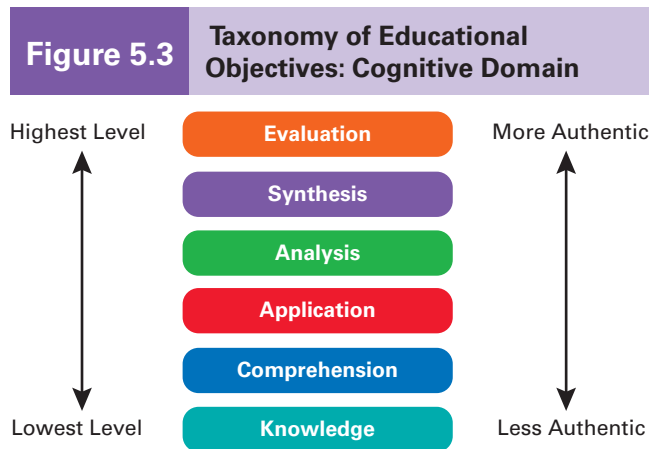 Figure 5.3
Taxonomy of Educational
Objectives: Cognitive Domain
Highest Level
Evaluation
More Authentic
Synthesis
Analysis
Application
Comprehension
Lowest Level
Knowledge
Less Authentic